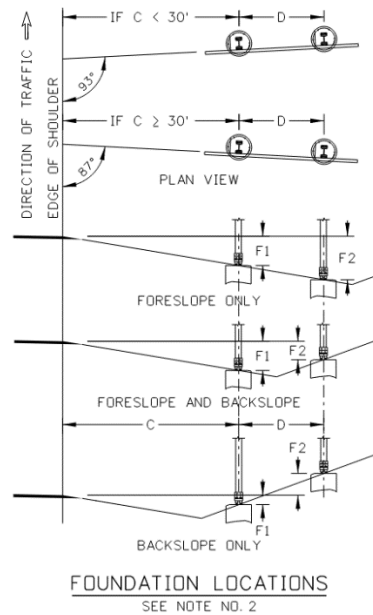 DIRECTION OF TRAFFIC
EDGE OF SHOULDER
IF C < 30'
D
93°
IF C ≥ 30'
D
87°
PLAN VIEW
F1
F2
FORESLOPE ONLY
F1
F2
FORESLOPE AND BACKSLOPE
C
D
F2
F1
BACKSLOPE ONLY
FOUNDATION LOCATIONS
SEE NOTE NO. 2